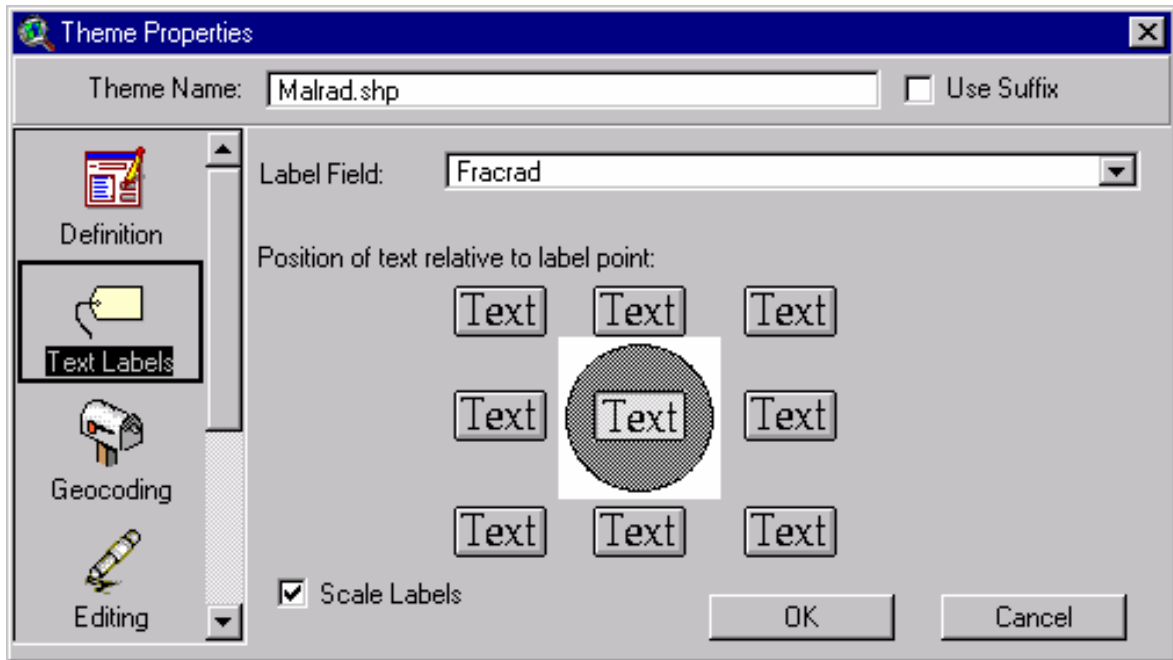 Theme Properties
Theme Name: Malrad.shp Use Suffix
Definition
Text Labels
Geocoding
Editing
Label Field: Fracrad
Position of text relative to label point:
Text Text Text
Text Text Text
Text Text Text
Scale Labels
OK Cancel